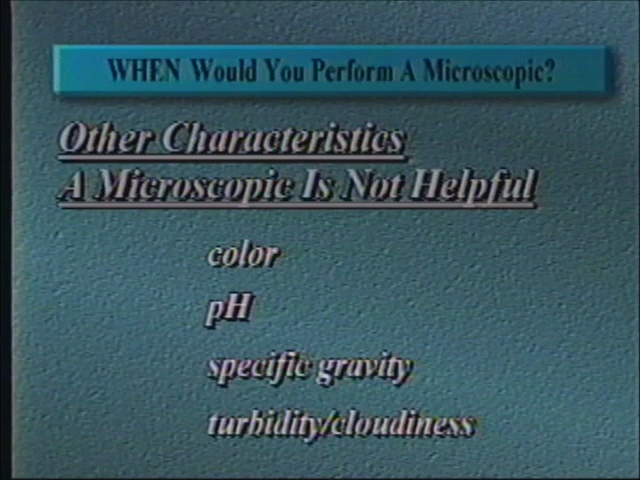 WHEN Would You Perform A Microscopic?
Other Characteristics
A Microscopic Is Not Helpful
color
pH
specific gravity
turbidity/cloudiness